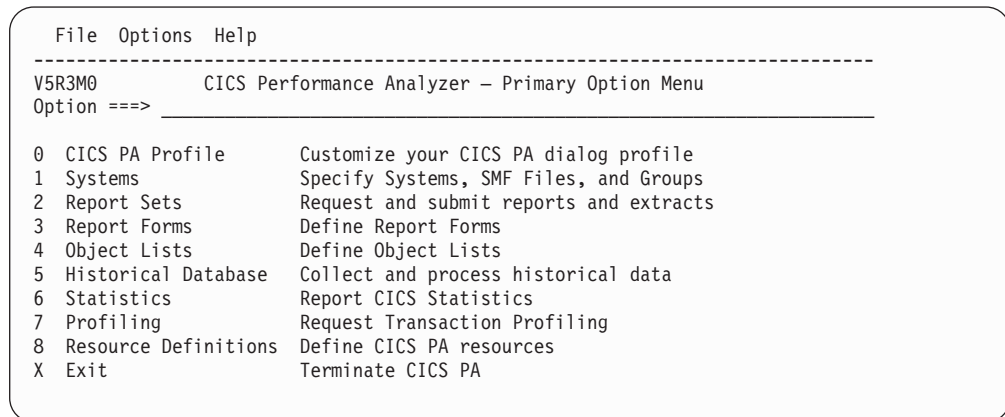 File Options Help
--------------------------------------------------------------------------------
V5R3M0 CICS Performance Analyzer – Primary Option Menu
Option ===> ____________________________________________________________________
0 CICS PA Profile Customize your CICS PA dialog profile
1 Systems Specify Systems, SMF Files, and Groups
2 Report Sets Request and submit reports and extracts
3 Report Forms Define Report Forms
4 Object Lists Define Object Lists
5 Historical Database Collect and process historical data
6 Statistics Report CICS Statistics
7 Profiling Request Transaction Profiling
8 Resource Definitions Define CICS PA resources
X Exit Terminate CICS PA